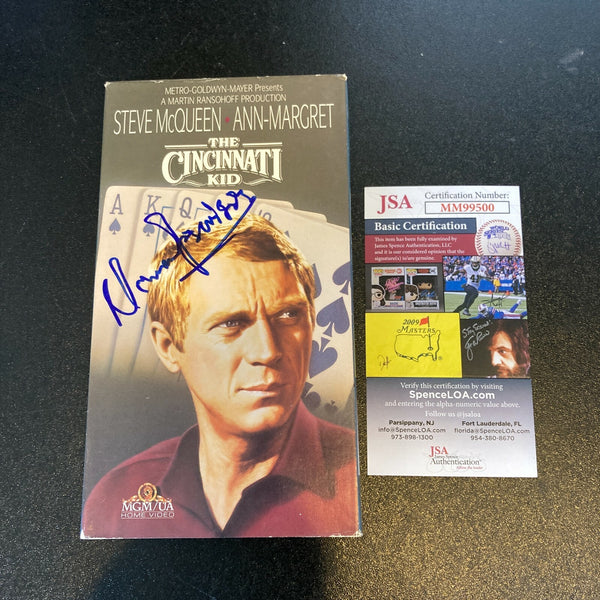 METRO-GOLDWYN-MAYER Presents
A MARTIN RANSOHOFF PRODUCTION
STEVE McQUEEN • ANN-MARGRET
THE
CINCINNATI
KID
A K Q
Norman Jewison
MGM/UA
HOME VIDEO
JSA Certification Number:
MM99500
Basic Certification
This item has been fully examined by
James Spence Authentication, LLC
and it is our considered opinion that the
signature(s) is/are genuine.
2009
MASTERS
Verify this certification by visiting
SpenceLOA.com
and entering the alpha-numeric value above.
Follow us @jsaloa
Parsippany, NJ
info@SpenceLOA.com
973-898-1300
Fort Lauderdale, FL
florida@SpenceLOA.com
954-380-8670
JSA
James Spence
Authentication